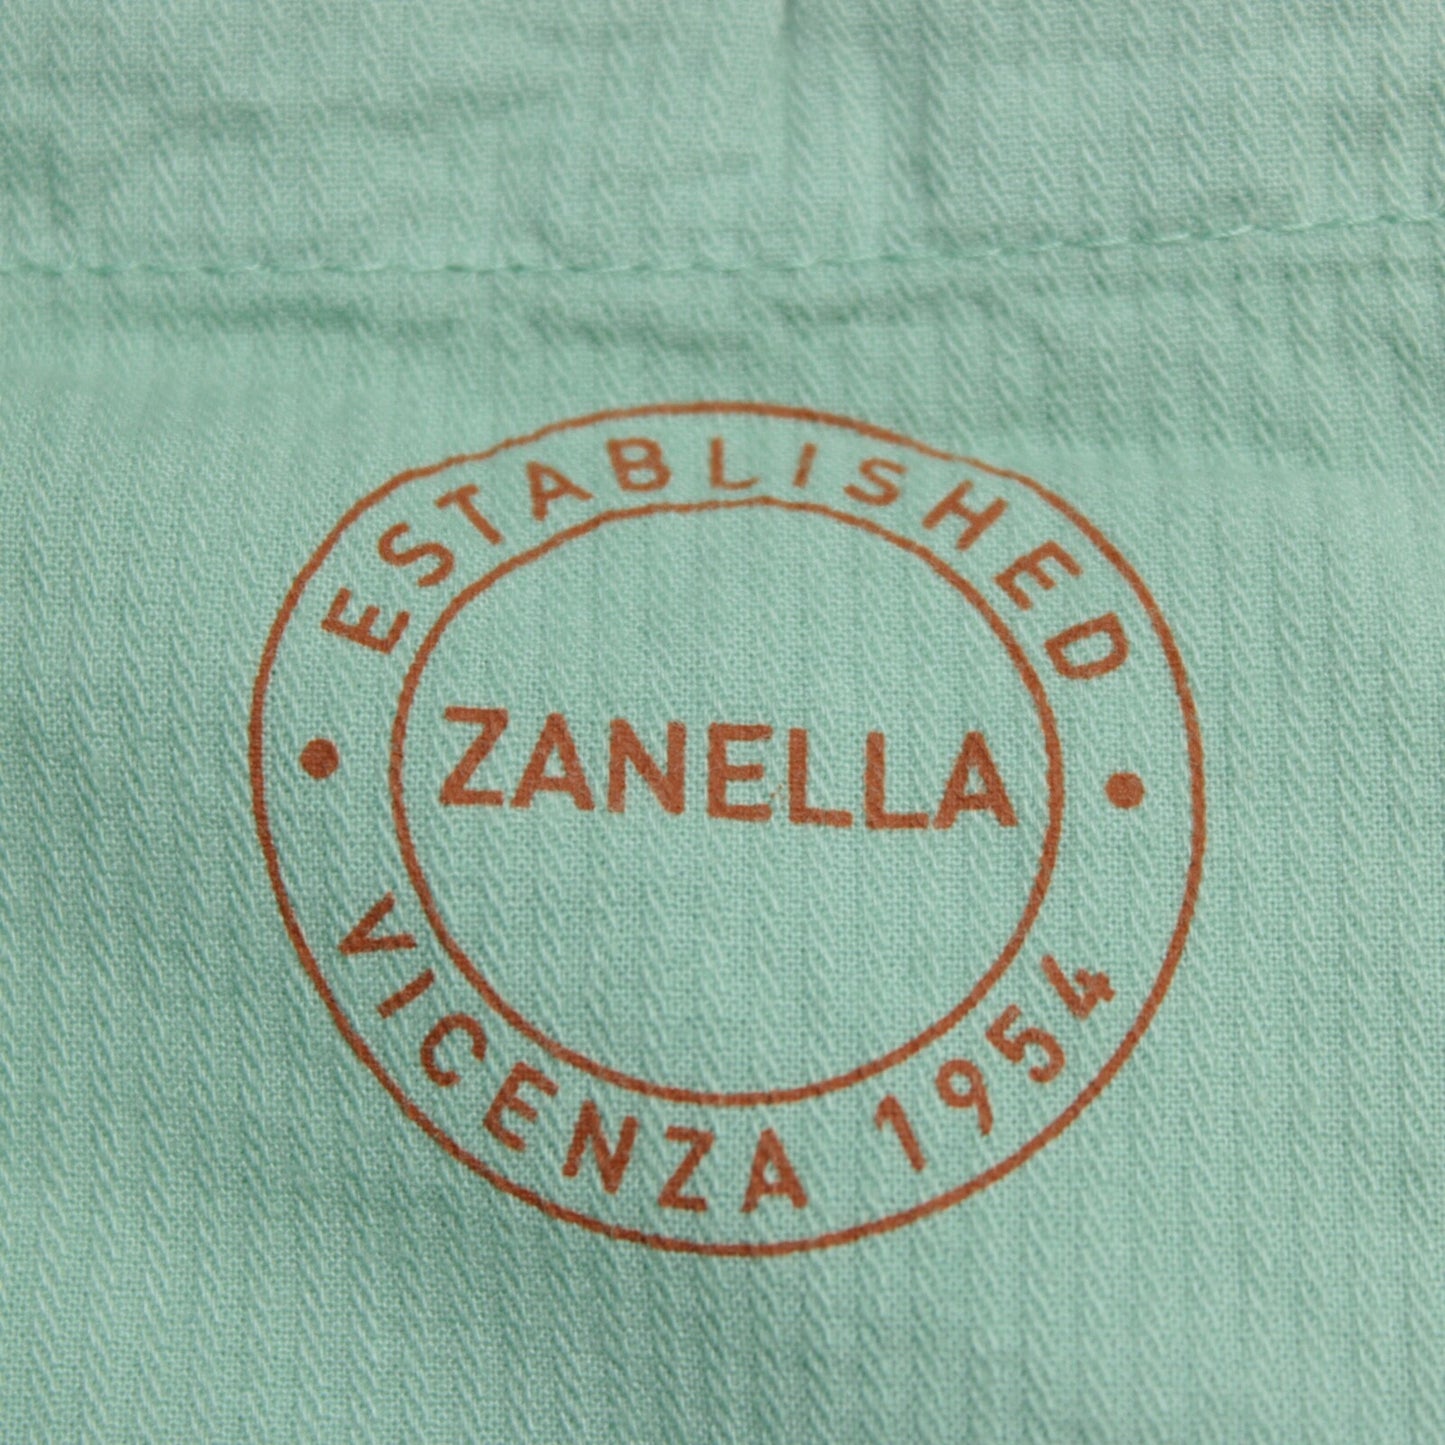 ESTABLISHED
ZANELLA
VICENZA 1954